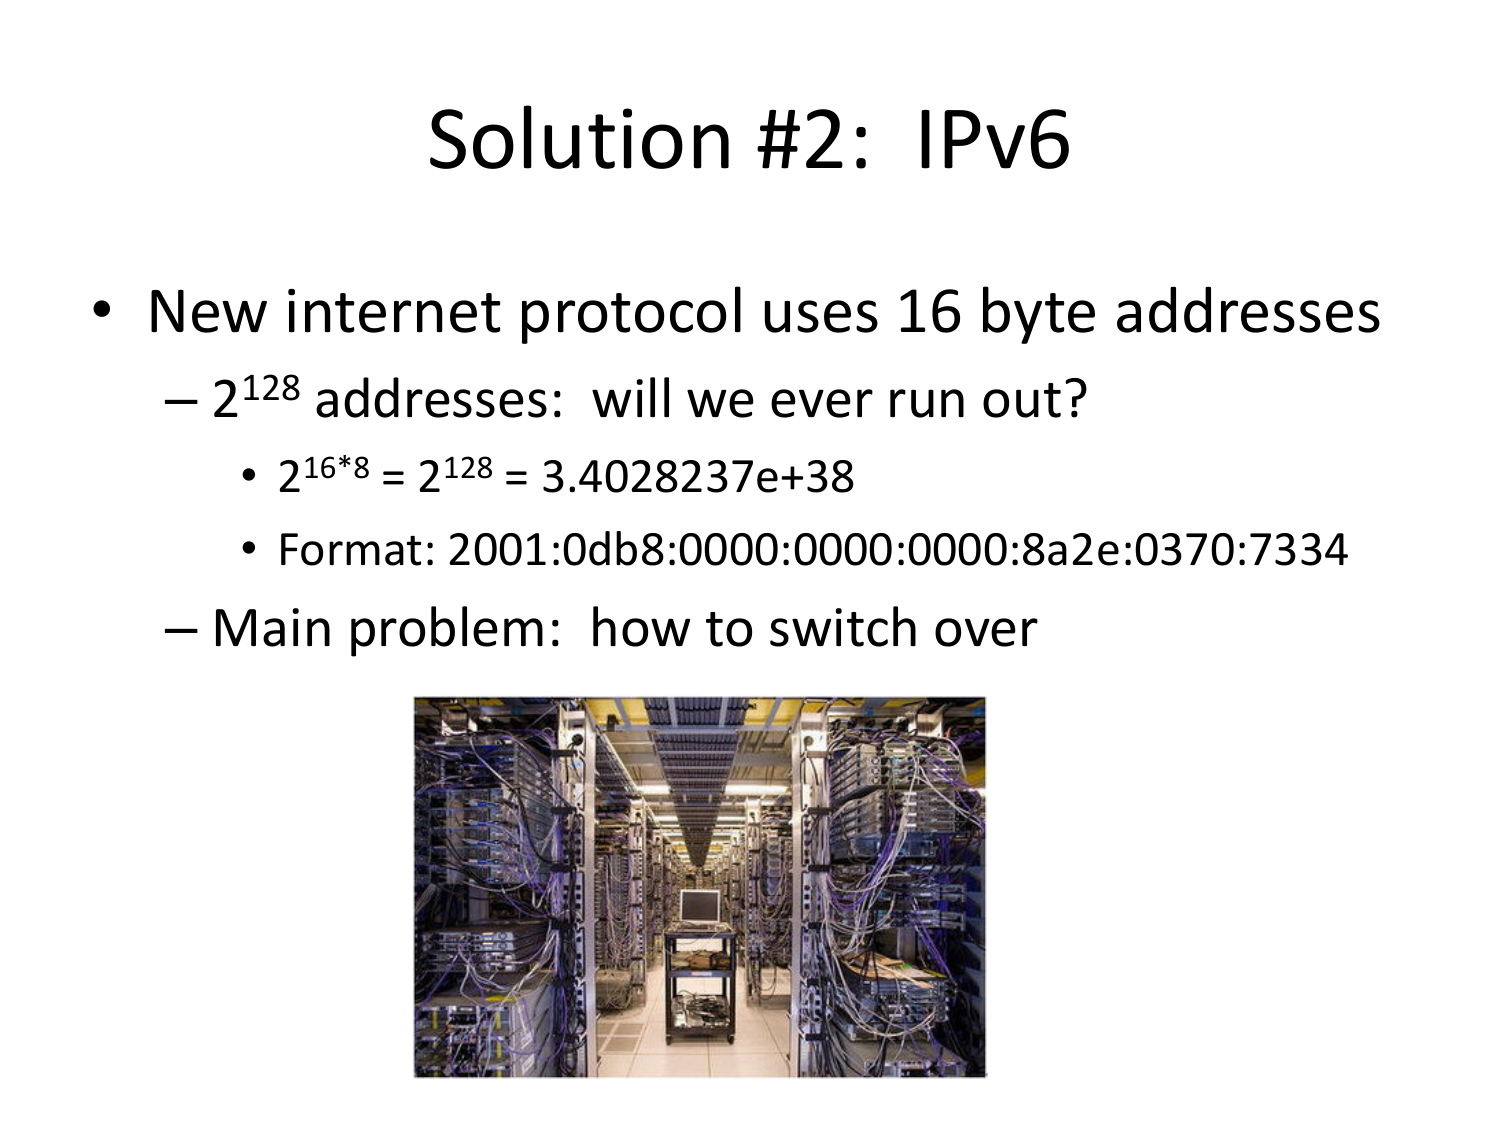 Solution #2:  IPv6
• New internet protocol uses 16 byte addresses
– 2^128 addresses:  will we ever run out?
• 2^16*8 = 2^128 = 3.4028237e+38
• Format: 2001:0db8:0000:0000:0000:8a2e:0370:7334
– Main problem:  how to switch over